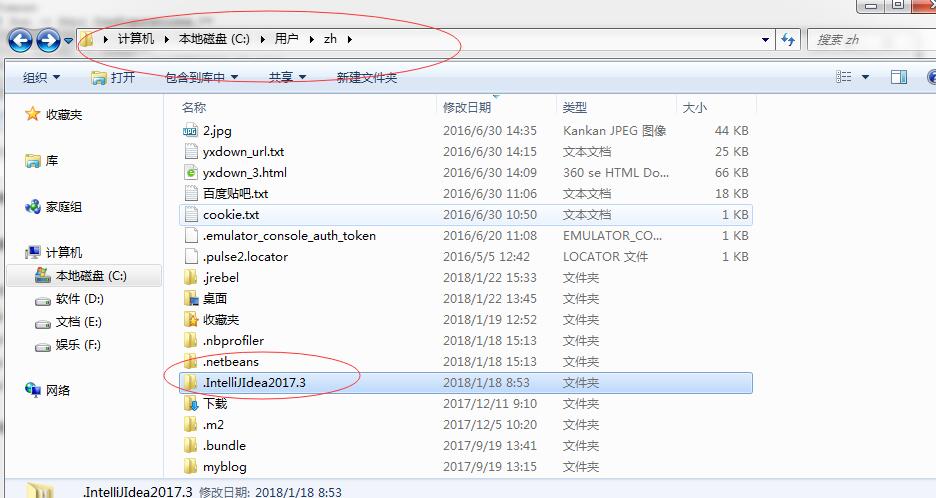 计算机 本地磁盘 (C:) 用户 zh 搜索 zh
组织 打开 包含到库中 共享 新建文件夹
收藏夹
库
家庭组
计算机
本地磁盘 (C:)
软件 (D:)
文档 (E:)
娱乐 (F:)
网络
名称 修改日期 类型 大小
2.jpg 2016/6/30 14:35 Kankan JPEG 图像 44 KB
yxdown_url.txt 2016/6/30 14:15 文本文档 25 KB
yxdown_3.html 2016/6/30 14:09 360 se HTML Do... 66 KB
百度贴吧.txt 2016/6/30 11:06 文本文档 18 KB
cookie.txt 2016/6/30 10:50 文本文档 1 KB
.emulator_console_auth_token 2016/6/20 11:08 EMULATOR_CO... 1 KB
.pulse2.locator 2016/5/5 12:42 LOCATOR 文件 1 KB
.jrebel 2018/1/22 15:33 文件夹
桌面 2018/1/22 13:45 文件夹
收藏夹 2018/1/19 12:52 文件夹
.nbprofiler 2018/1/18 15:13 文件夹
.netbeans 2018/1/18 15:13 文件夹
.IntelliJIdea2017.3 2018/1/18 8:53 文件夹
下载 2017/12/11 9:10 文件夹
.m2 2017/12/5 10:20 文件夹
.bundle 2017/9/19 13:41 文件夹
myblog 2017/9/19 13:15 文件夹
.IntelliJIdea2017.3 修改日期: 2018/1/18 8:53